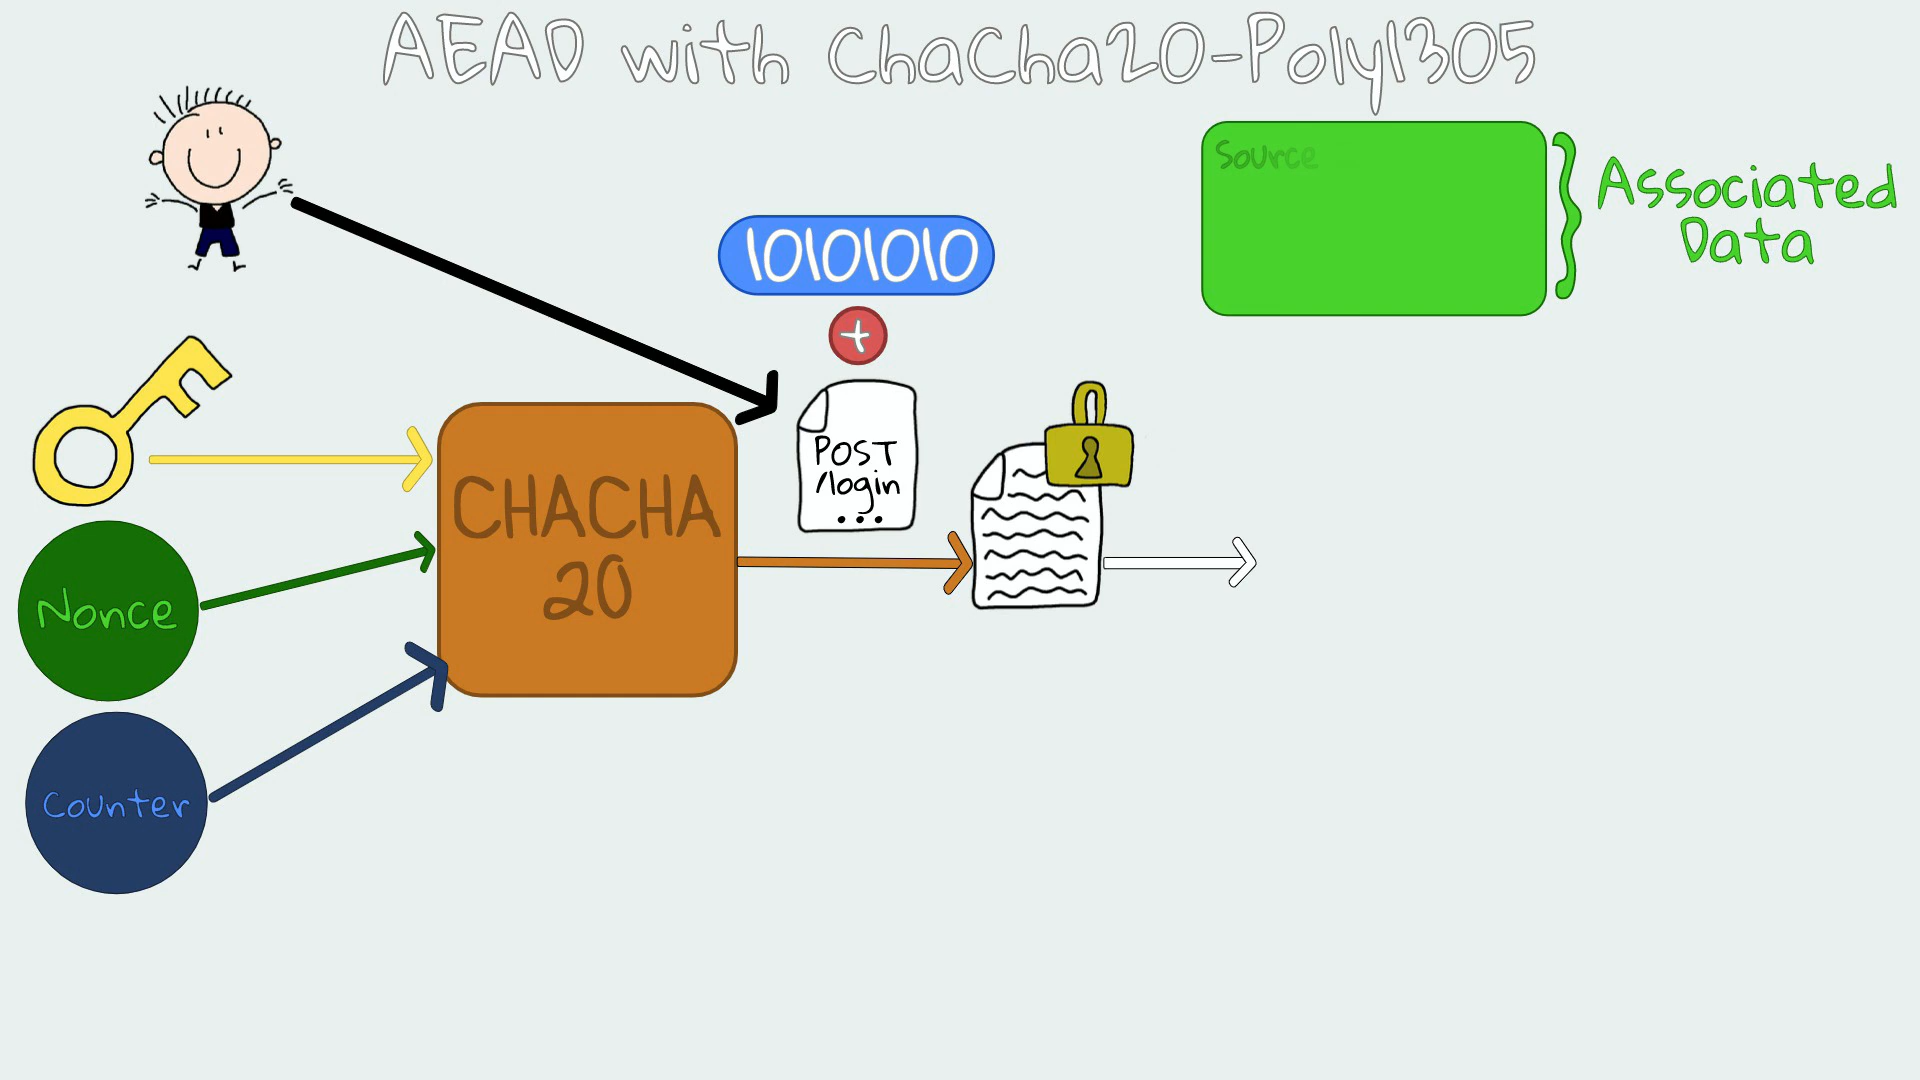 AEAD with ChaCha20-Poly1305
Source
Associated
Data
10101010
+
POST
/login
...
CHACHA
20
Nonce
Counter